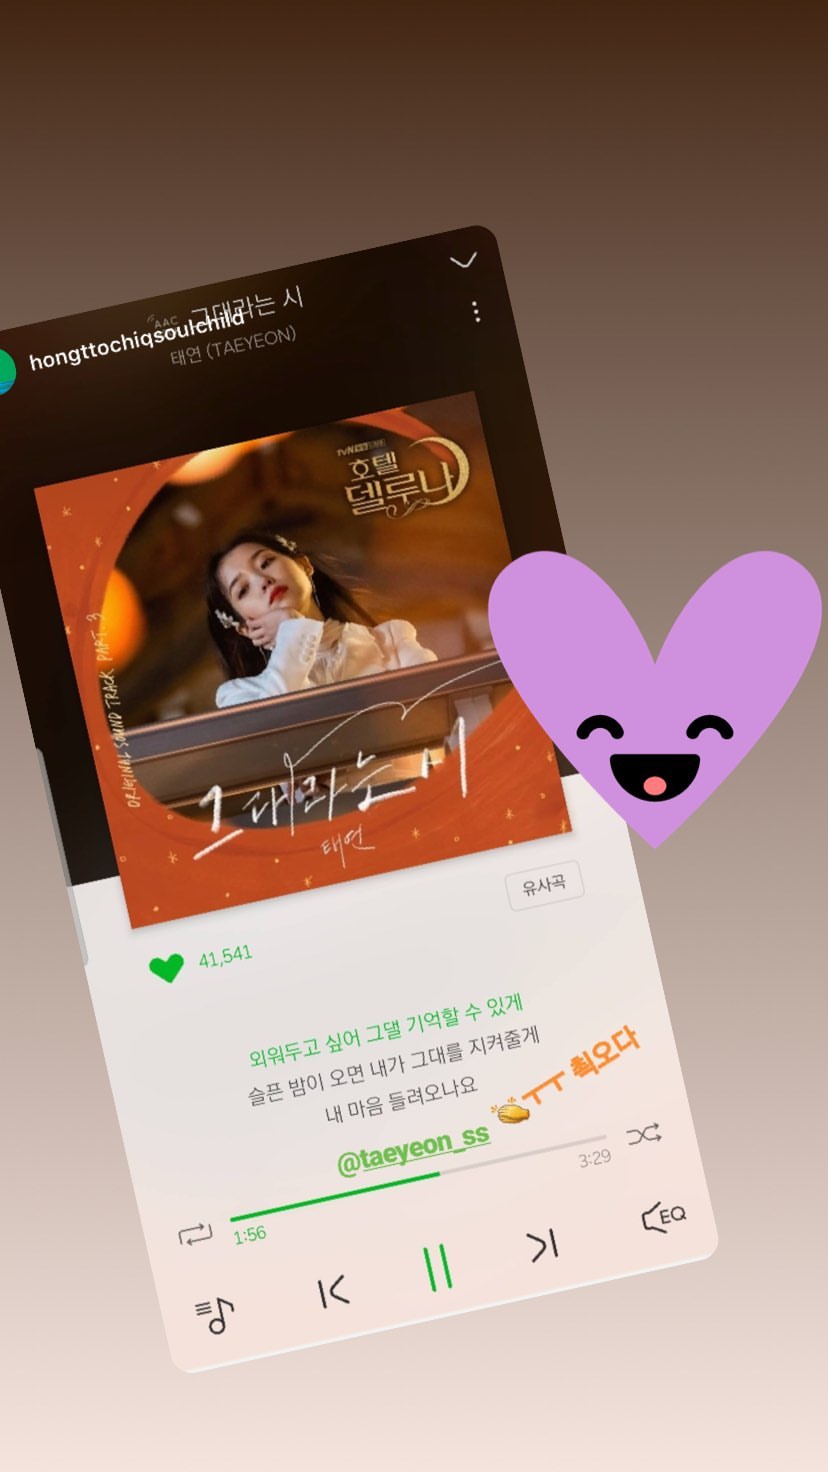 AAC
그대라는 시
hongttochiqsoulchild
태연 (TAEYEON)
tvN
호텔
델루나
ORIGINAL SOUND TRACK PART. 3
그대라는 시
태연
유사곡
41,541
외워두고 싶어 그댈 기억할 수 있게
슬픈 밤이 오면 내가 그대를 지켜줄게
내 마음 들려오나요
ㅜㅜ 최오다
@taeyeon_ss
1:56
3:29
EQ